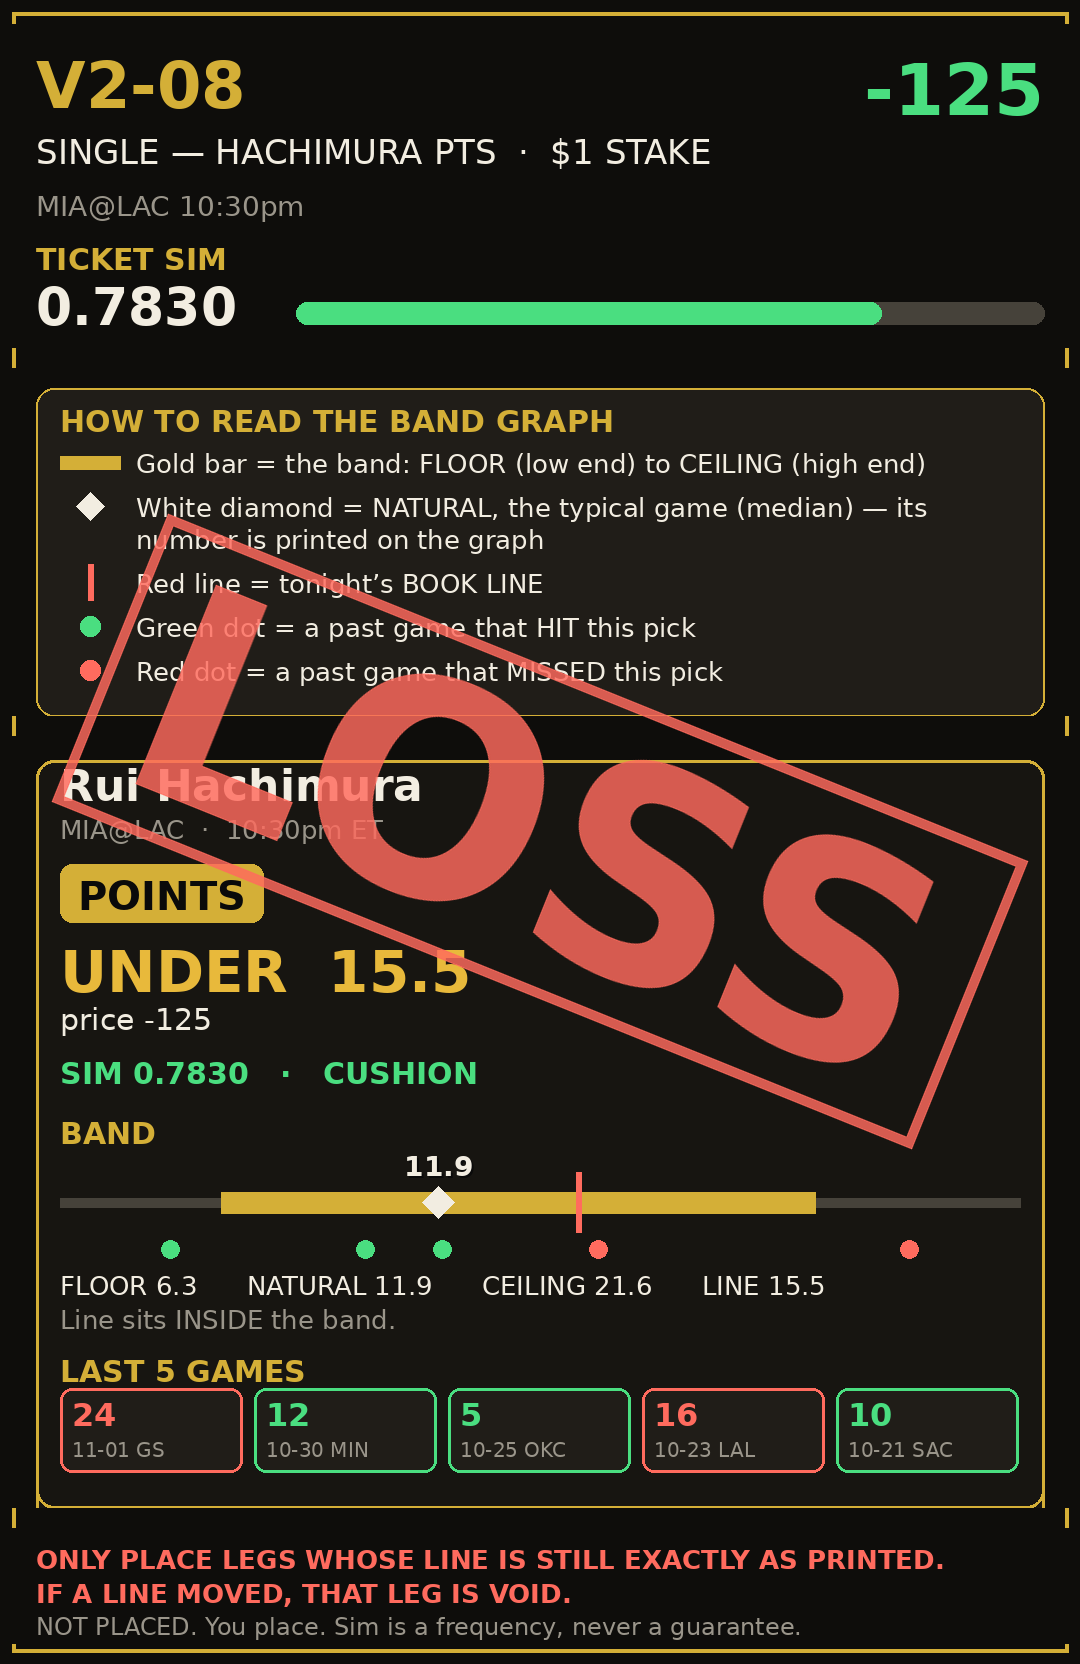 V2-08
-125
SINGLE — HACHIMURA PTS · $1 STAKE
MIA@LAC 10:30pm
TICKET SIM
0.7830
HOW TO READ THE BAND GRAPH
Gold bar = the band: FLOOR (low end) to CEILING (high end)
White diamond = NATURAL, the typical game (median) — its
number is printed on the graph
Red line = tonight’s BOOK LINE
Green dot = a past game that HIT this pick
Red dot = a past game that MISSED this pick
LOSS
Rui Hachimura
MIA@LAC · 10:30pm ET
POINTS
UNDER 15.5
price -125
SIM 0.7830 · CUSHION
BAND
11.9
FLOOR 6.3 NATURAL 11.9 CEILING 21.6 LINE 15.5
Line sits INSIDE the band.
LAST 5 GAMES
24 12 5 16 10
11-01 GS 10-30 MIN 10-25 OKC 10-23 LAL 10-21 SAC
ONLY PLACE LEGS WHOSE LINE IS STILL EXACTLY AS PRINTED.
IF A LINE MOVED, THAT LEG IS VOID.
NOT PLACED. You place. Sim is a frequency, never a guarantee.